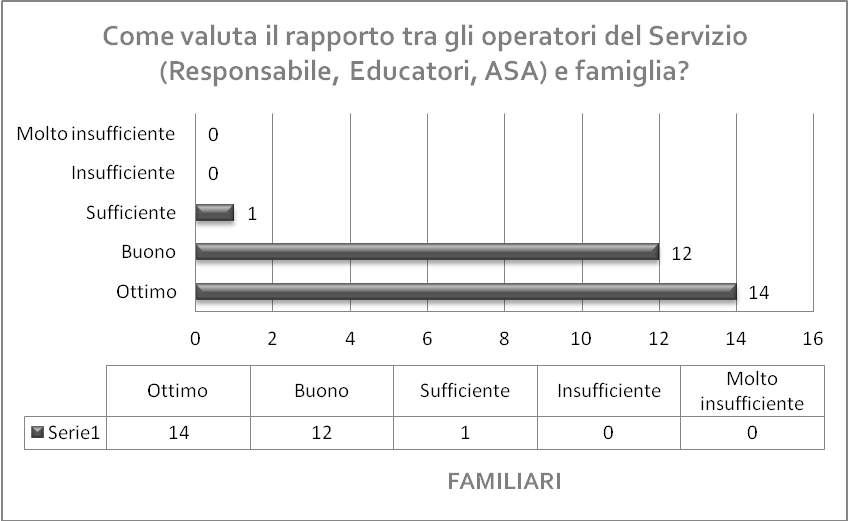 Come valuta il rapporto tra gli operatori del Servizio
(Responsabile, Educatori, ASA) e famiglia?
Molto insufficiente 0
Insufficiente 0
Sufficiente 1
Buono 12
Ottimo 14
0 2 4 6 8 10 12 14 16
Ottimo Buono Sufficiente Insufficiente Molto
insufficiente
Serie1 14 12 1 0 0
FAMILIARI